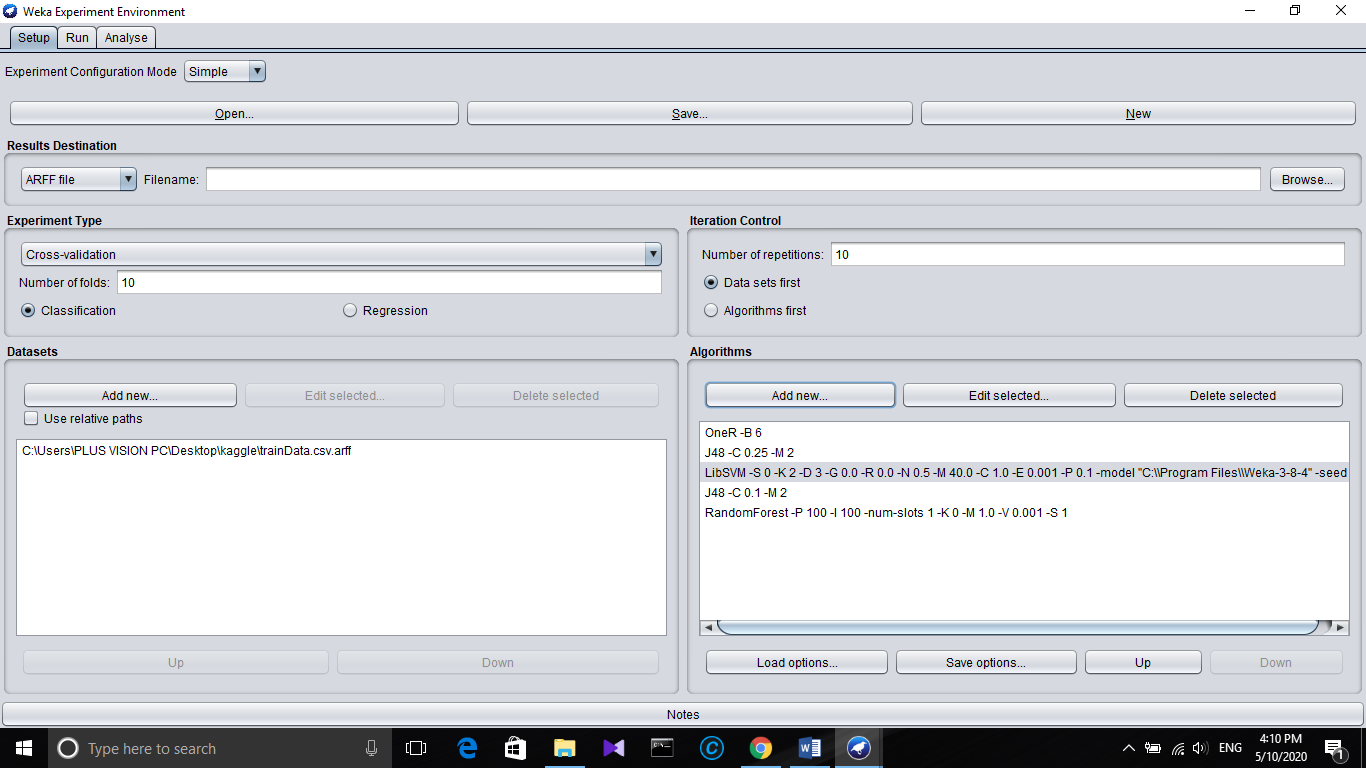 Weka Experiment Environment
Setup Run Analyse
Experiment Configuration Mode Simple
Open... Save... New
Results Destination
ARFF file Filename: Browse...
Experiment Type
Cross-validation
Number of folds: 10
Classification Regression
Iteration Control
Number of repetitions: 10
Data sets first
Algorithms first
Datasets
Add new... Edit selected... Delete selected
Use relative paths
C:\Users\PLUS VISION PC\Desktop\kaggle\trainData.csv.arff
Up Down
Algorithms
Add new... Edit selected... Delete selected
OneR -B 6
J48 -C 0.25 -M 2
LibSVM -S 0 -K 2 -D 3 -G 0.0 -R 0.0 -N 0.5 -M 40.0 -C 1.0 -E 0.001 -P 0.1 -model "C:\\Program Files\\Weka-3-8-4" -seed
J48 -C 0.1 -M 2
RandomForest -P 100 -I 100 -num-slots 1 -K 0 -M 1.0 -V 0.001 -S 1
Load options... Save options... Up Down
Notes
Type here to search
ENG
4:10 PM
5/10/2020
1